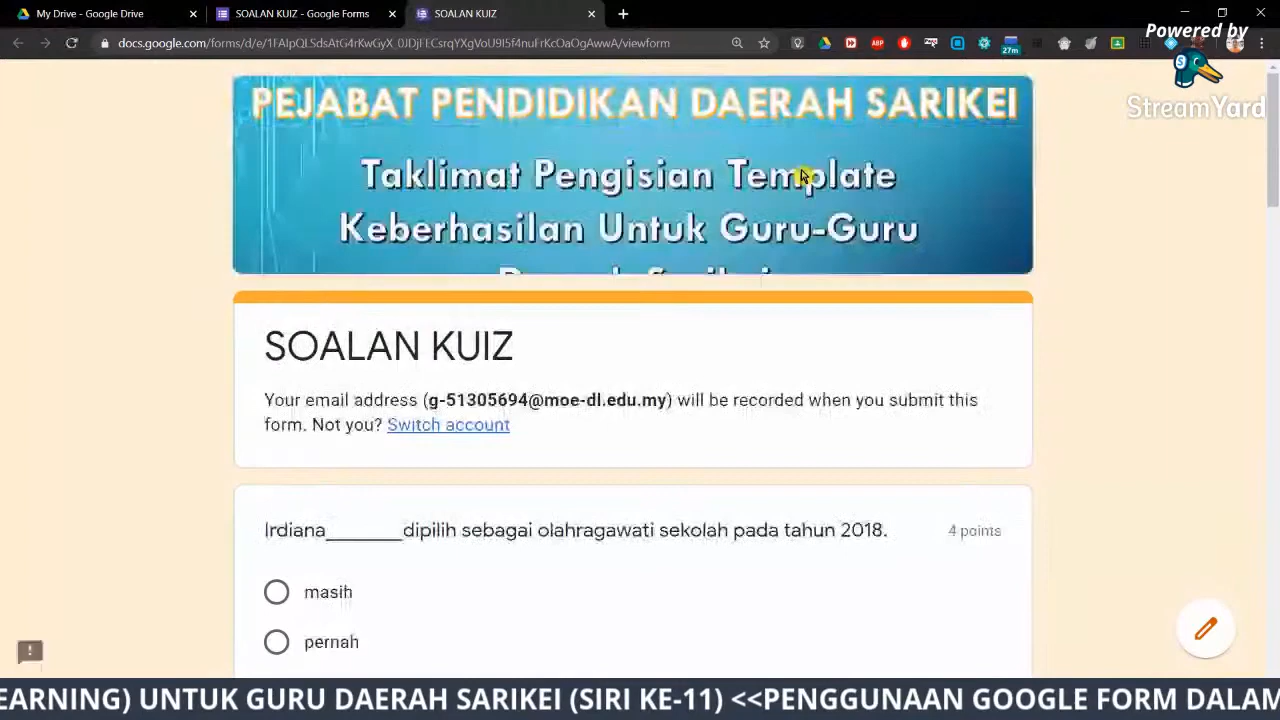 My Drive - Google Drive
SOALAN KUIZ - Google Forms
SOALAN KUIZ
Powered by
StreamYard
27m
ABP
PEJABAT PENDIDIKAN DAERAH SARIKEI
Taklimat Pengisian Template
Keberhasilan Untuk Guru-Guru
SOALAN KUIZ
Your email address (g-51305694@moe-dl.edu.my) will be recorded when you submit this
form. Not you? Switch account
Irdiana________dipilih sebagai olahragawati sekolah pada tahun 2018.
4 points
masih
pernah
EARNING) UNTUK GURU DAERAH SARIKEI (SIRI KE-11) <<PENGGUNAAN GOOGLE FORM DALAM